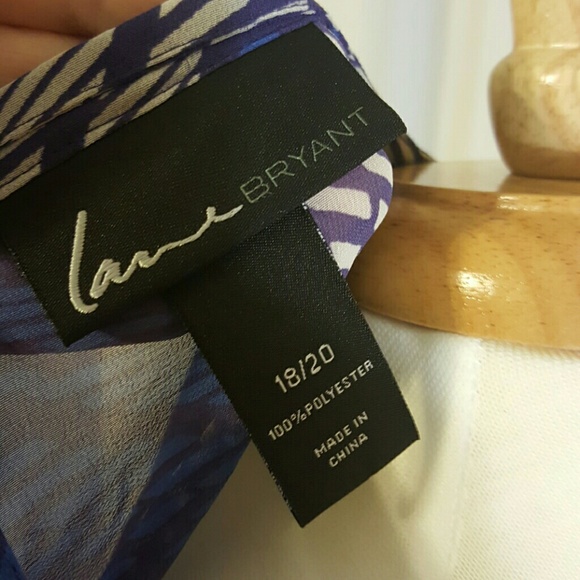 Lane BRYANT
18/20
100%POLYESTER
MADE IN
CHINA